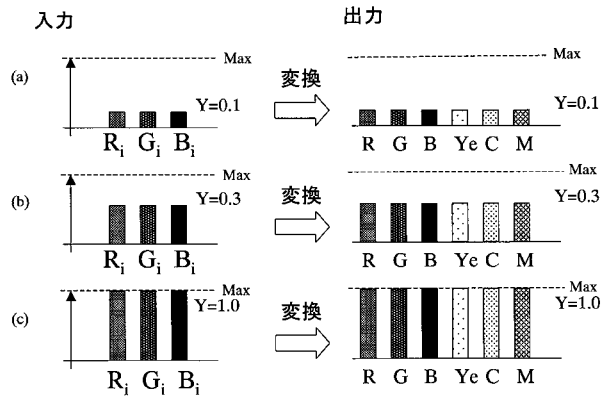 入力 出力
(a) Max 変換 Max
Y=0.1 Y=0.1
Ri Gi Bi R G B Ye C M
(b) Max 変換 Max
Y=0.3 Y=0.3
Ri Gi Bi R G B Ye C M
(c) Max 変換 Max
Y=1.0 Y=1.0
Ri Gi Bi R G B Ye C M